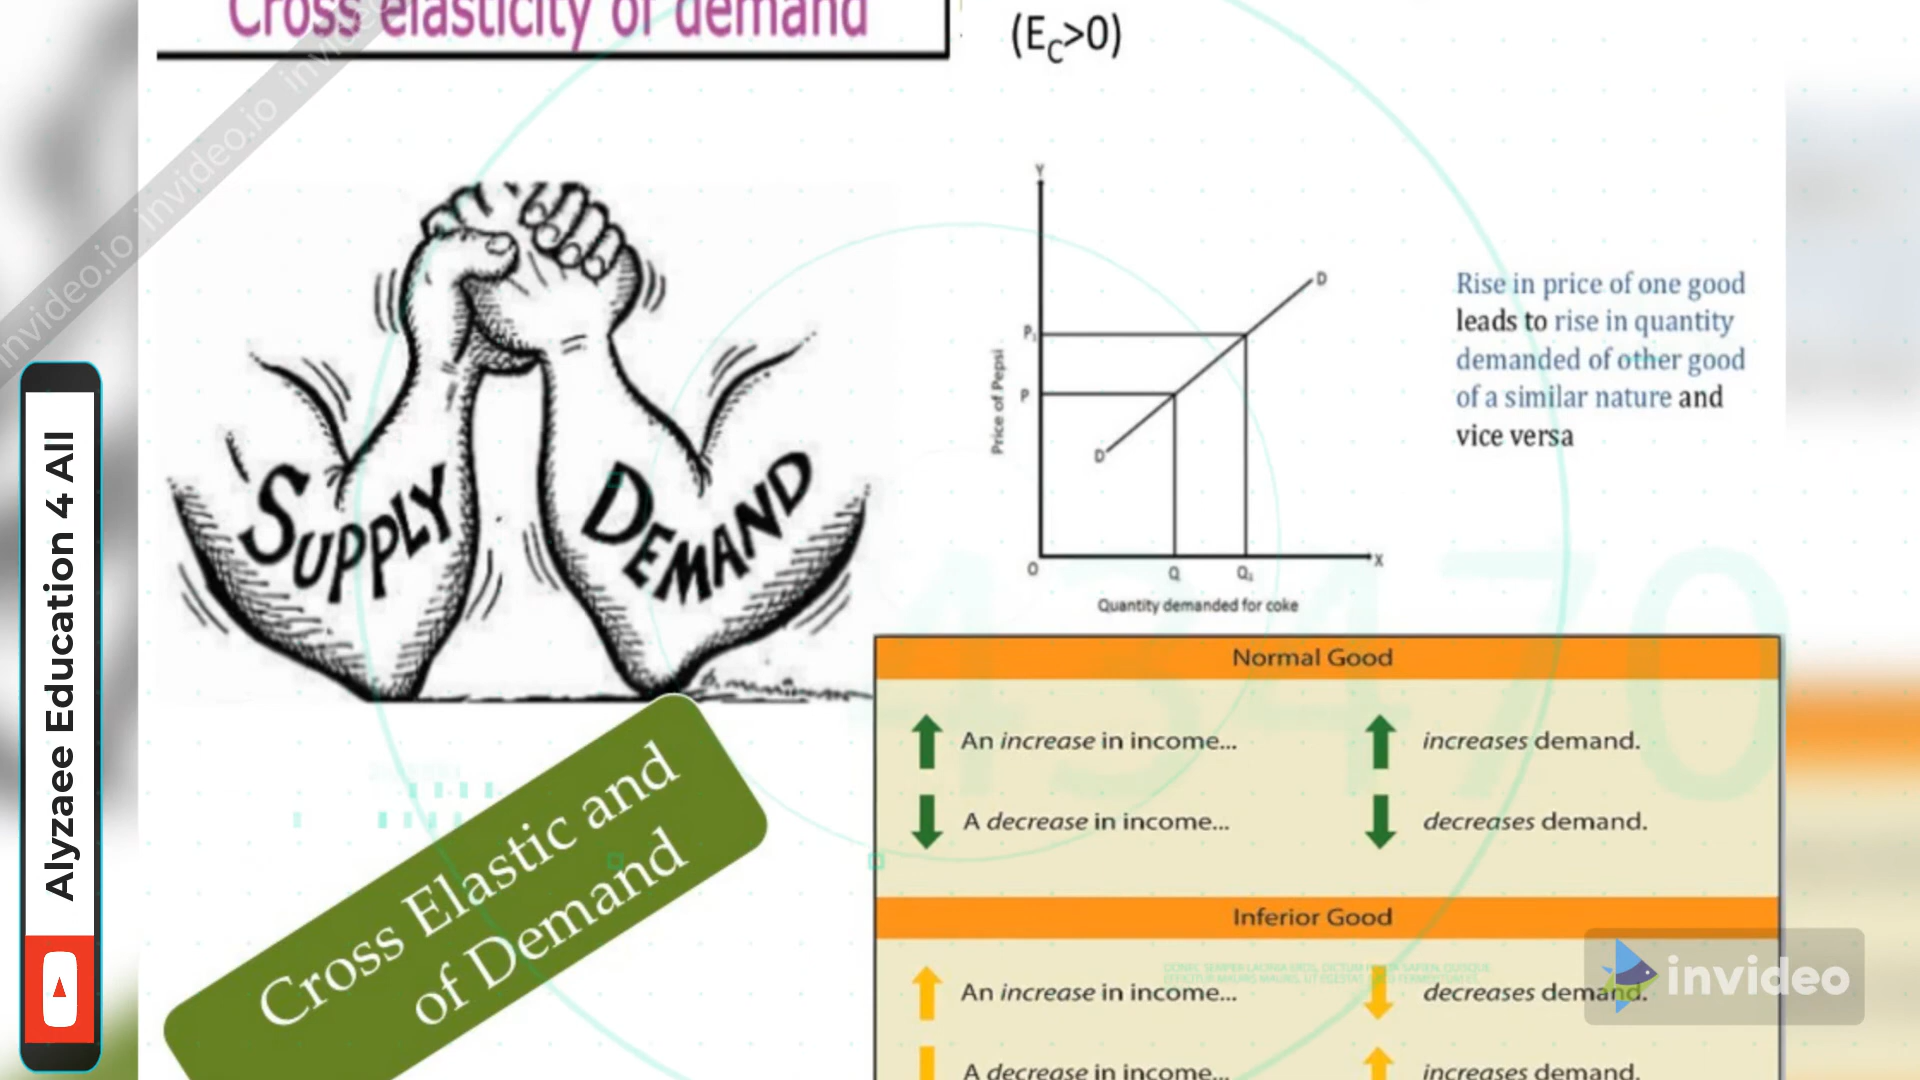 Cross elasticity of demand
(EC>0)
invideo.io invideo.io invideo.io
Y
D
P1
P
D
Price of Pepsi
O
Q
Q1
X
Quantity demanded for coke
Rise in price of one good
leads to rise in quantity
demanded of other good
of a similar nature and
vice versa
SUPPLY
DEMAND
Alyzaee Education 4 All
Cross Elastic and
of Demand
43470
Normal Good
An increase in income...
increases demand.
A decrease in income...
decreases demand.
Inferior Good
An increase in income...
decreases demand.
A decrease in income...
increases demand.
invideo